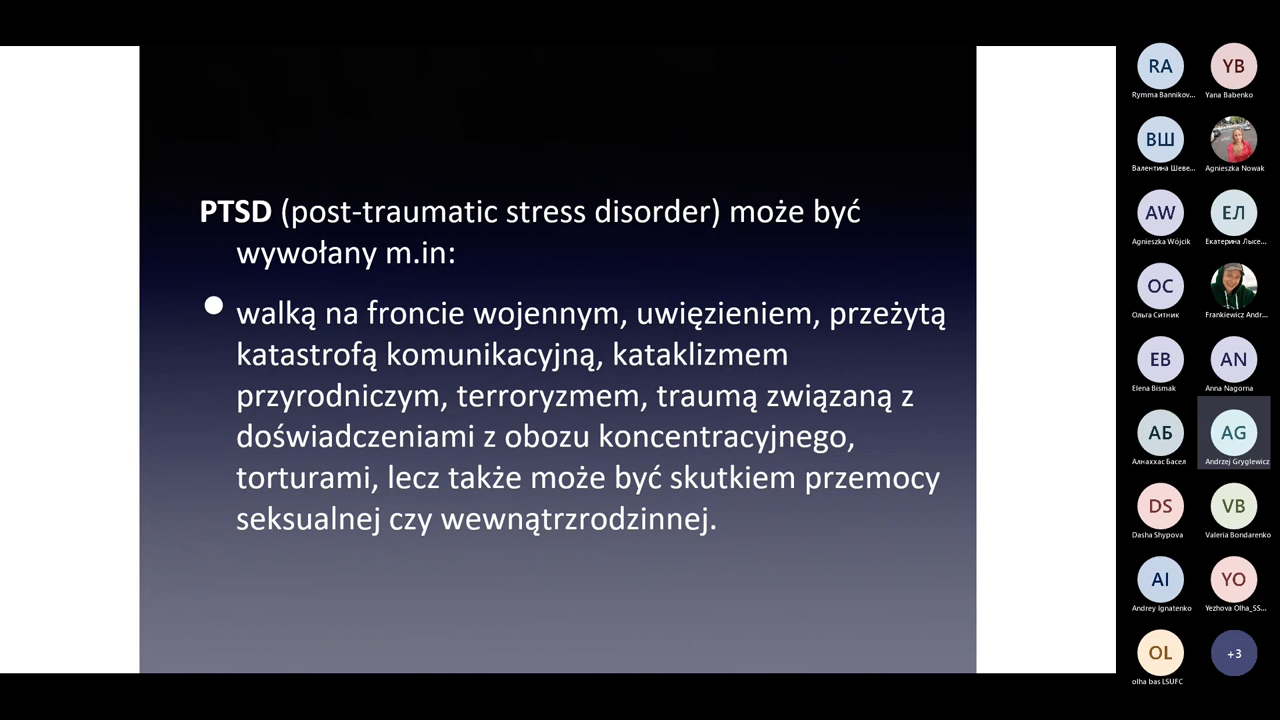 PTSD (post-traumatic stress disorder) może być
wywołany m.in:
walką na froncie wojennym, uwięzieniem, przeżytą
katastrofą komunikacyjną, kataklizmem
przyrodniczym, terroryzmem, traumą związaną z
doświadczeniami z obozu koncentracyjnego,
torturami, lecz także może być skutkiem przemocy
seksualnej czy wewnątrzrodzinnej.
RA
YB
Rymma Bannikov...
Yana Babenko
ВШ
Валентина Шеве...
Agnieszka Nowak
AW
ЕЛ
Agnieszka Wójcik
Екатерина Лысе...
ОС
Ольга Ситник
Frankiewicz Andr...
EB
AN
Elena Bismak
Anna Nagorna
АБ
AG
Алнаххас Басел
Andrzej Gryglewicz
DS
VB
Dasha Shypova
Valeria Bondarenko
AI
YO
Andrey Ignatenko
Yezhova Olha_SS...
OL
+3
olha bas LSUFC